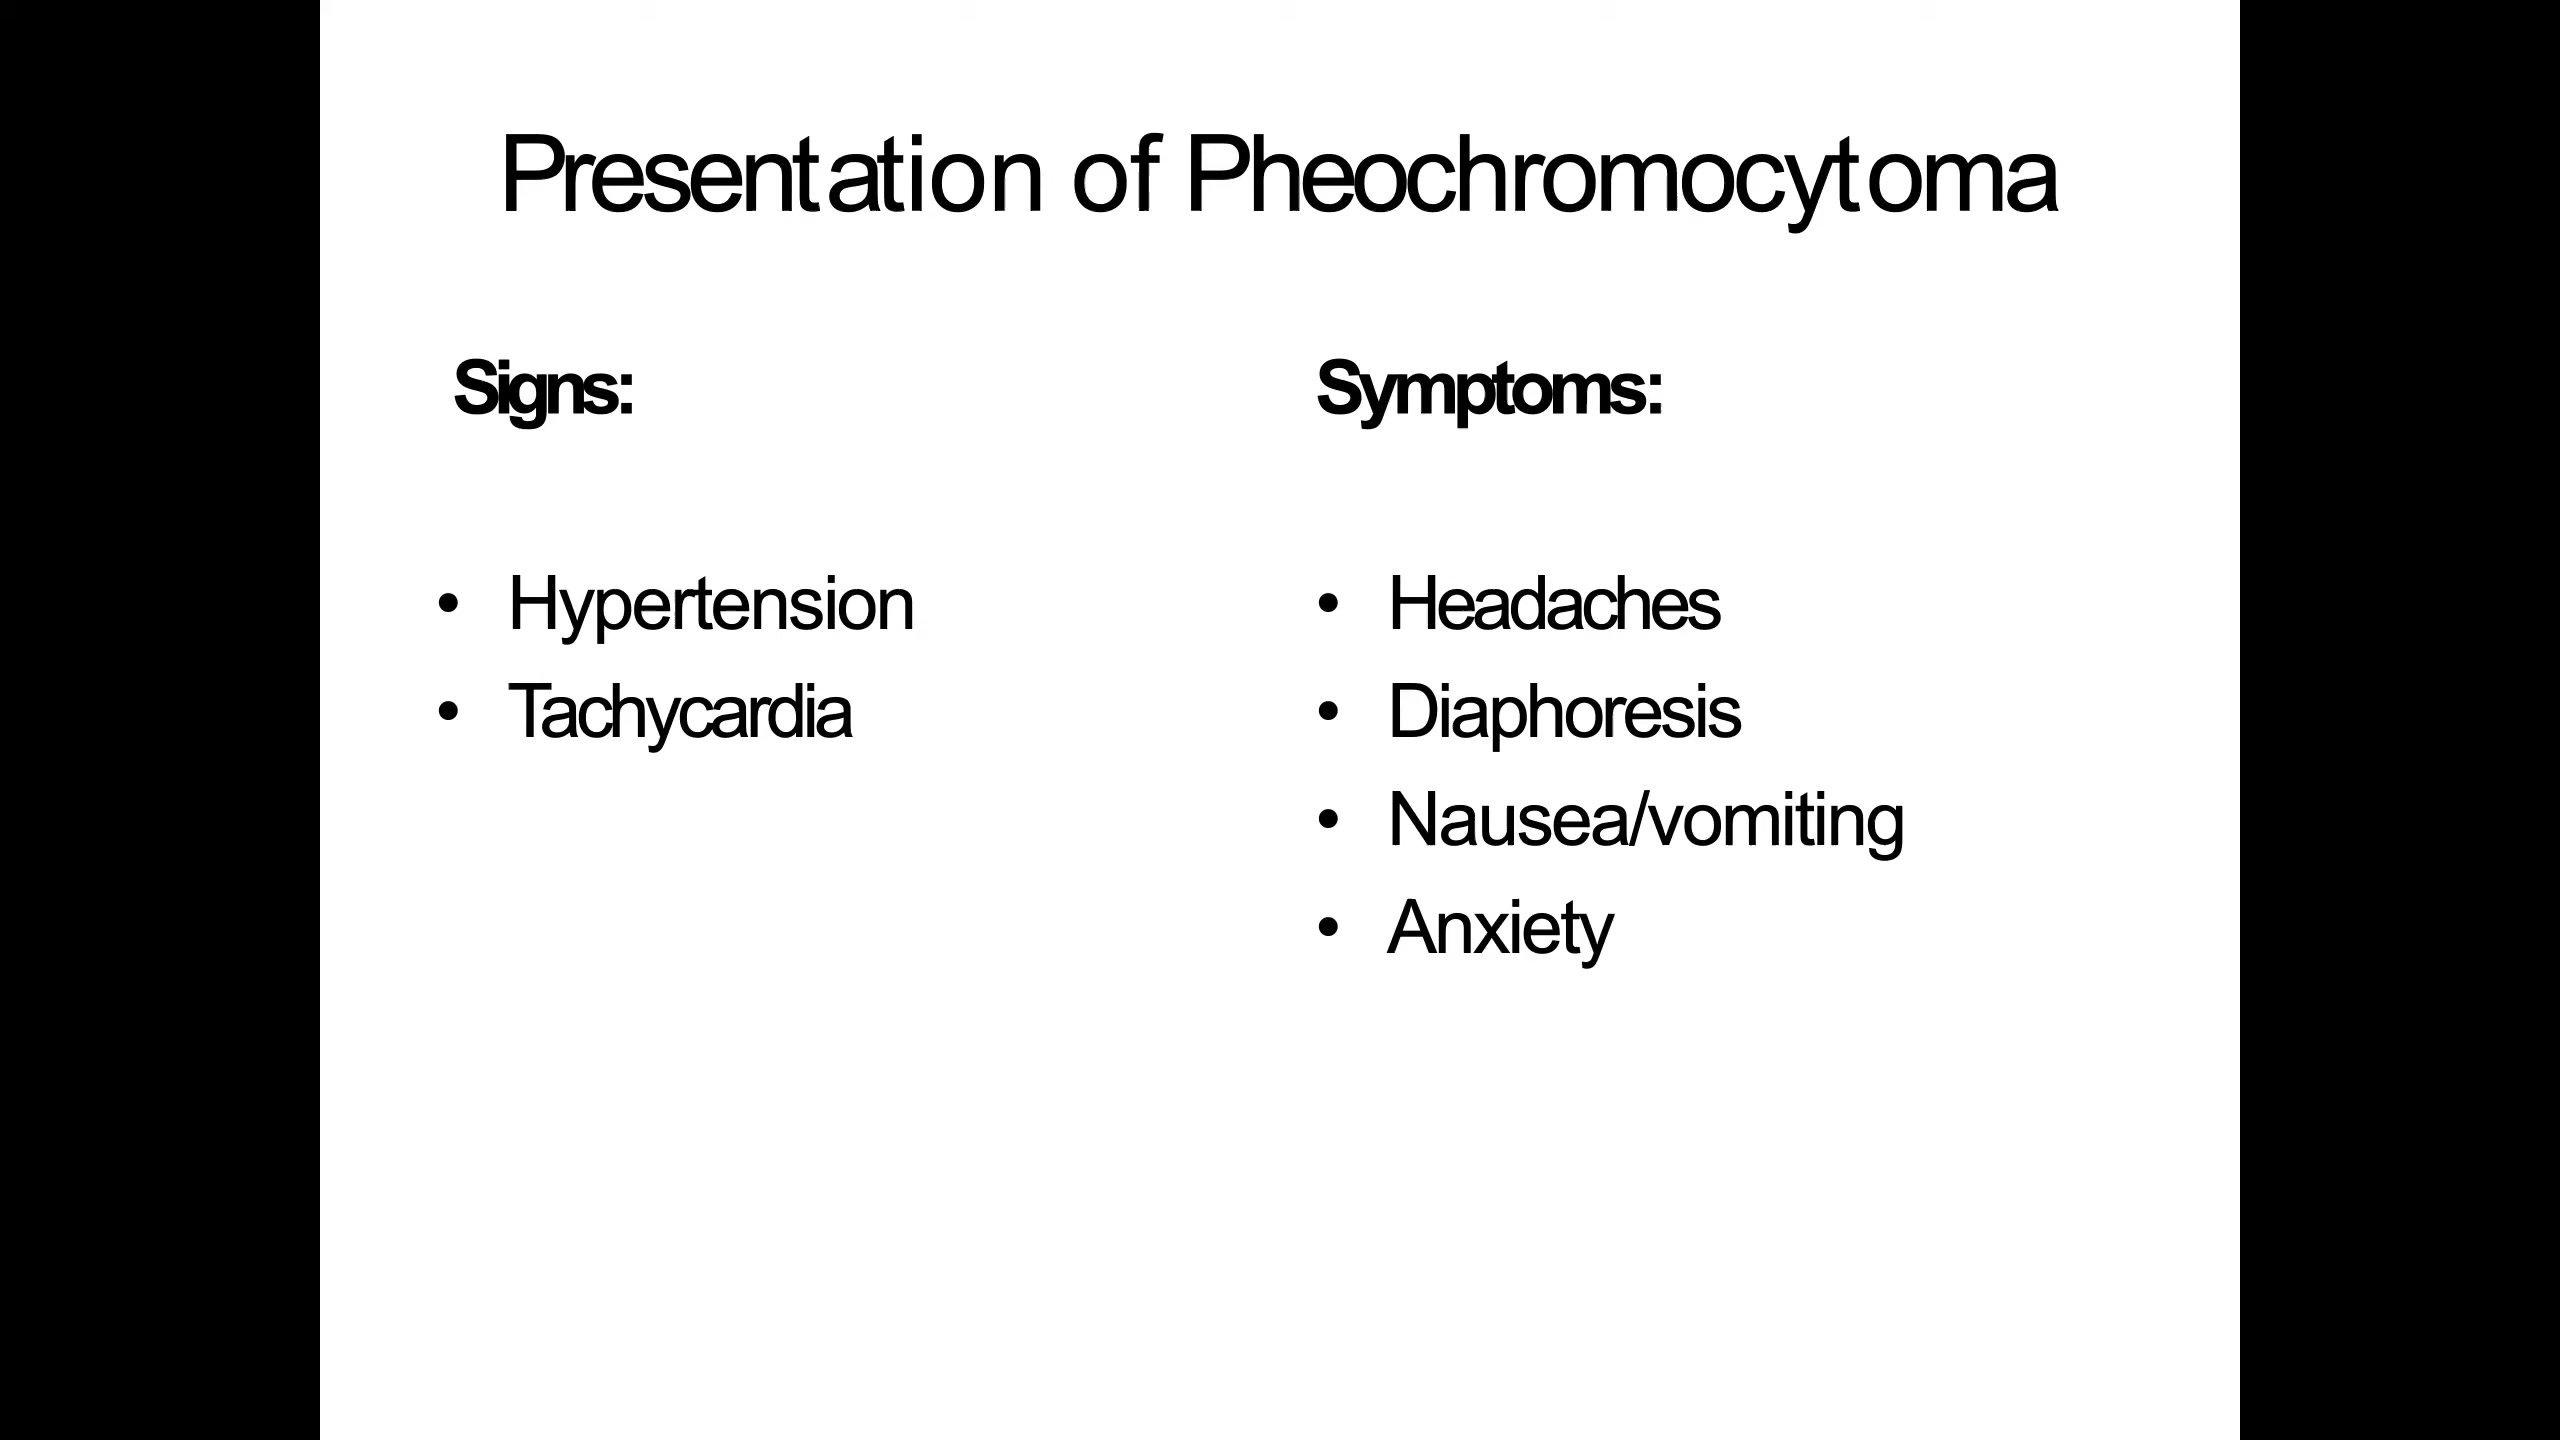 Presentation of Pheochromocytoma
Signs:
• Hypertension
• Tachycardia
Symptoms:
• Headaches
• Diaphoresis
• Nausea/vomiting
• Anxiety